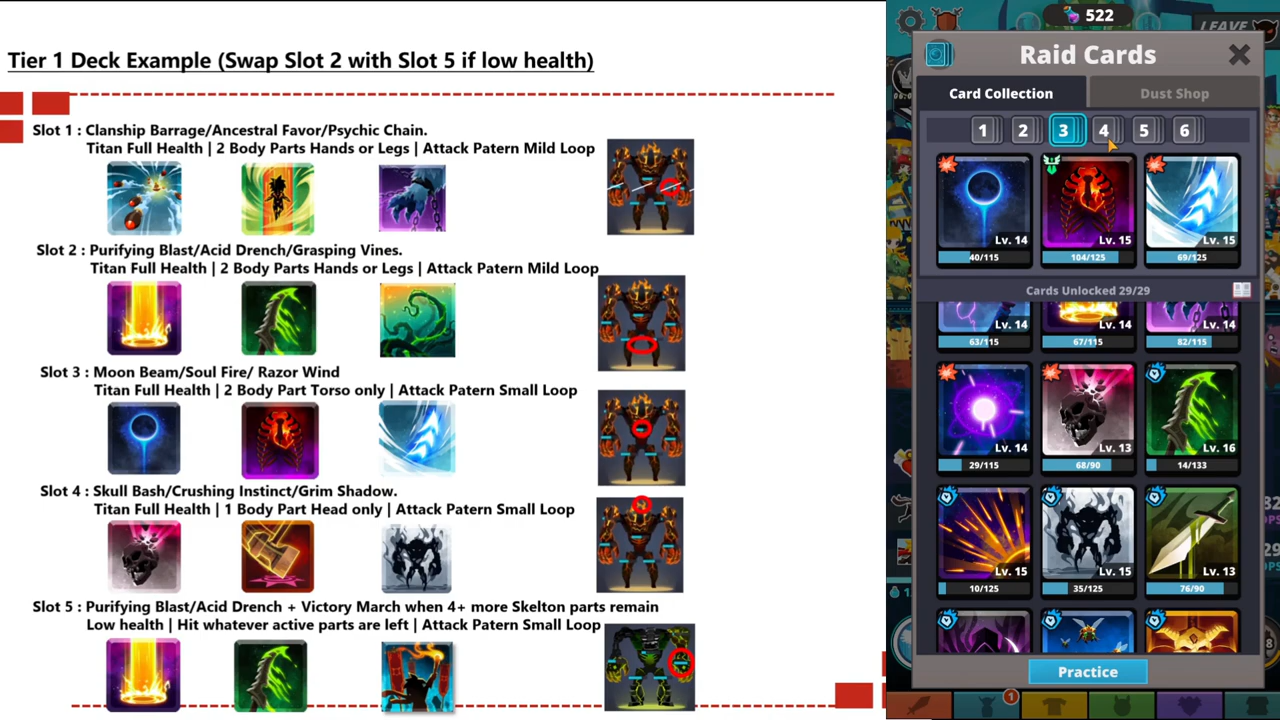 Tier 1 Deck Example (Swap Slot 2 with Slot 5 if low health)
Slot 1 : Clanship Barrage/Ancestral Favor/Psychic Chain.
Titan Full Health | 2 Body Parts Hands or Legs | Attack Patern Mild Loop
Slot 2 : Purifying Blast/Acid Drench/Grasping Vines.
Titan Full Health | 2 Body Parts Hands or Legs | Attack Patern Mild Loop
Slot 3 : Moon Beam/Soul Fire/ Razor Wind
Titan Full Health | 2 Body Part Torso only | Attack Patern Small Loop
Slot 4 : Skull Bash/Crushing Instinct/Grim Shadow.
Titan Full Health | 1 Body Part Head only | Attack Patern Small Loop
Slot 5 : Purifying Blast/Acid Drench + Victory March when 4+ more Skelton parts remain
Low health | Hit whatever active parts are left | Attack Patern Small Loop
522
LEAVE
Raid Cards
Card Collection
Dust Shop
1 2 3 4 5 6
Lv. 14 Lv. 15 Lv. 15
40/115 104/125 69/125
Cards Unlocked 29/29
Lv. 14 Lv. 14 Lv. 14
63/115 67/115 82/115
Lv. 14 Lv. 13 Lv. 16
29/115 68/90 14/133
Lv. 15 Lv. 15 Lv. 13
10/125 35/125 76/90
Practice
1